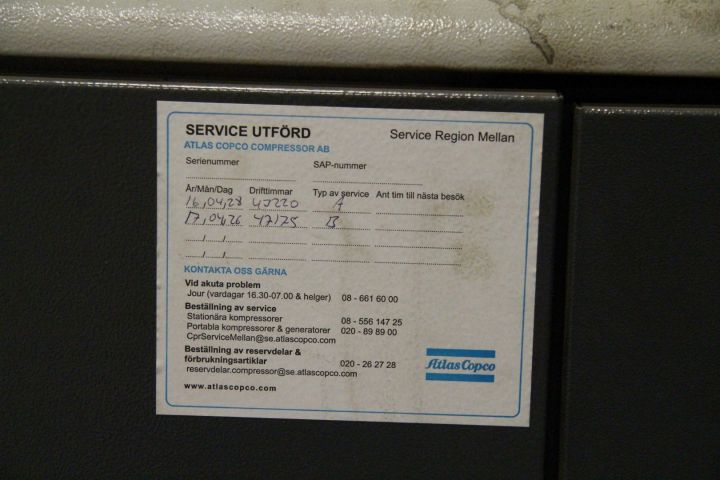 SERVICE UTFÖRD
Service Region Mellan
ATLAS COPCO COMPRESSOR AB
Serienummer SAP-nummer
År/Mån/Dag Drifttimmar Typ av service Ant tim till nästa besök
16,04,28 A
17,04,26 47175 B
KONTAKTA OSS GÄRNA
Vid akuta problem
Jour (vardagar 16.30-07.00 & helger) 08 - 661 60 00
Beställning av service
Stationära kompressorer 08 - 556 147 25
Portabla kompressorer & generatorer 020 - 89 89 00
CprServiceMellan@se.atlascopco.com
Beställning av reservdelar &
förbrukningsartiklar 020 - 26 27 28
reservdelar.compressor@se.atlascopco.com
www.atlascopco.com
Atlas Copco